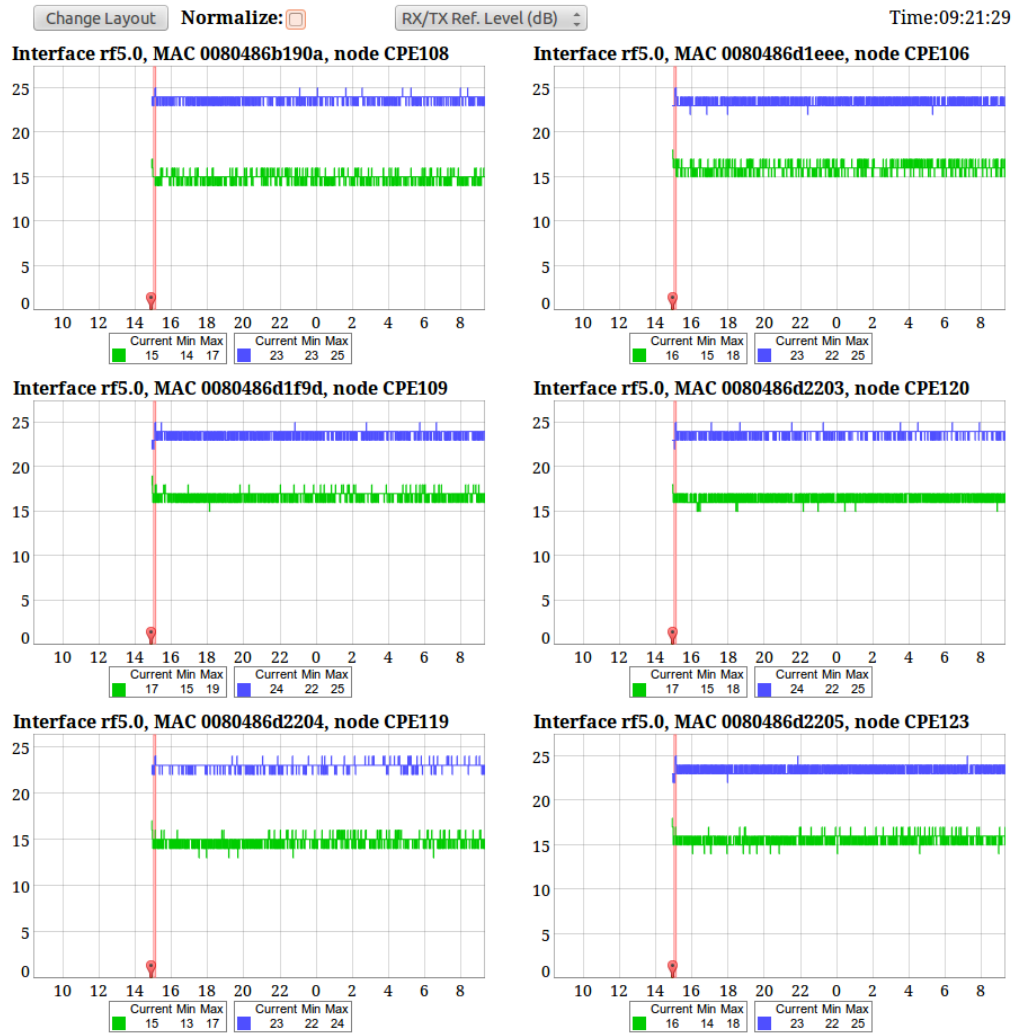 Change Layout Normalize: RX/TX Ref. Level (dB) Time:09:21:29
Interface rf5.0, MAC 0080486b190a, node CPE108
25
20
15
10
5
0
10 12 14 16 18 20 22 0 2 4 6 8
Current Min Max Current Min Max
15 14 17 23 23 25
Interface rf5.0, MAC 0080486d1eee, node CPE106
25
20
15
10
5
0
10 12 14 16 18 20 22 0 2 4 6 8
Current Min Max Current Min Max
16 15 18 23 22 25
Interface rf5.0, MAC 0080486d1f9d, node CPE109
25
20
15
10
5
0
10 12 14 16 18 20 22 0 2 4 6 8
Current Min Max Current Min Max
17 15 19 24 22 25
Interface rf5.0, MAC 0080486d2203, node CPE120
25
20
15
10
5
0
10 12 14 16 18 20 22 0 2 4 6 8
Current Min Max Current Min Max
17 15 18 24 22 25
Interface rf5.0, MAC 0080486d2204, node CPE119
25
20
15
10
5
0
10 12 14 16 18 20 22 0 2 4 6 8
Current Min Max Current Min Max
15 13 17 23 22 24
Interface rf5.0, MAC 0080486d2205, node CPE123
25
20
15
10
5
0
10 12 14 16 18 20 22 0 2 4 6 8
Current Min Max Current Min Max
16 14 18 23 22 25